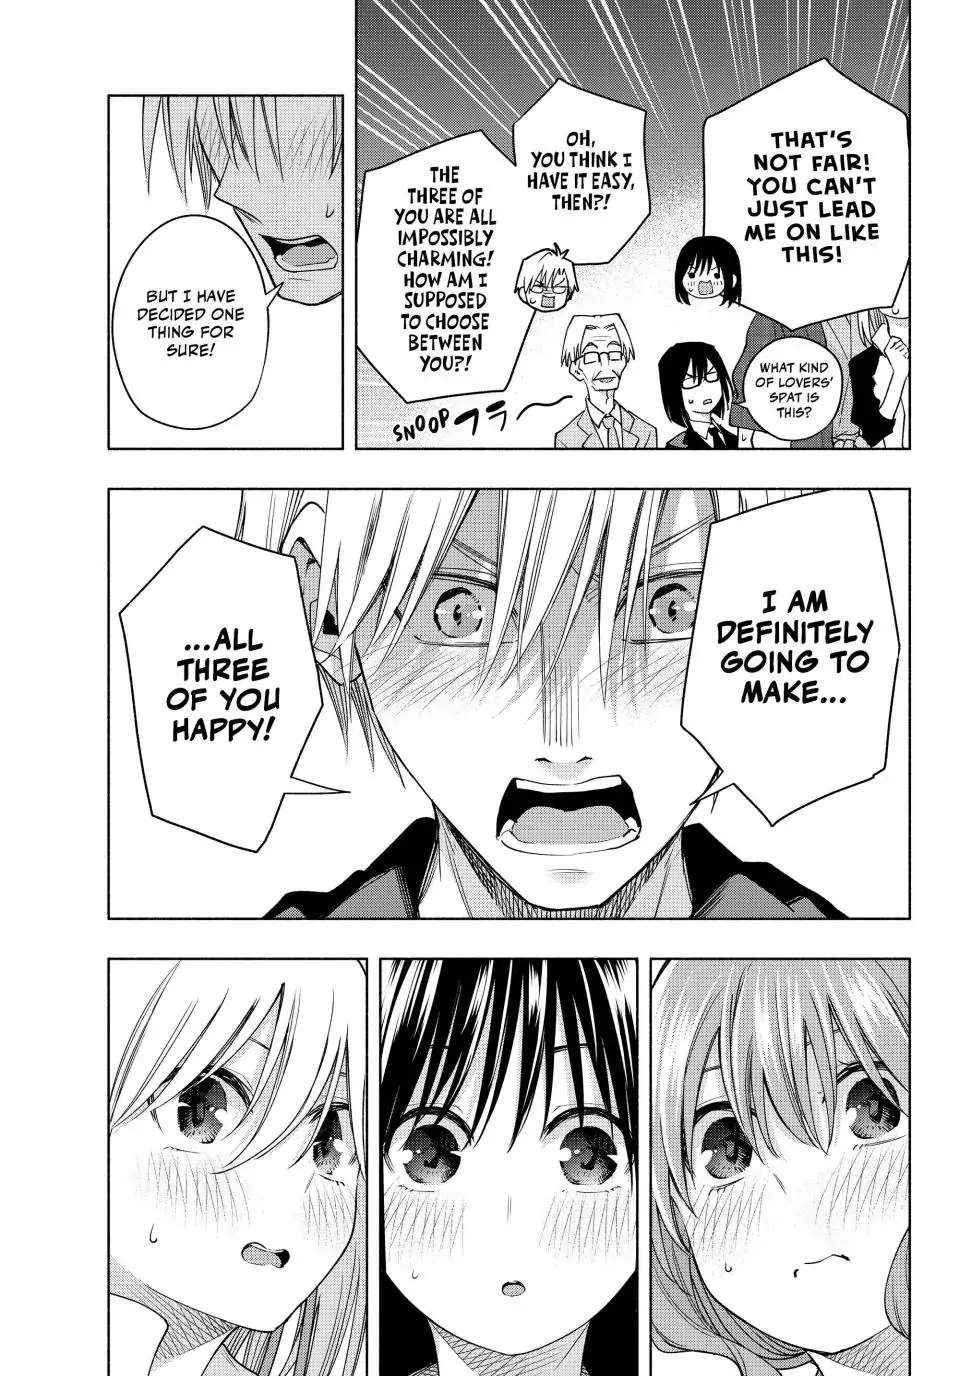 THAT'S
NOT FAIR!
YOU CAN'T
JUST LEAD
ME ON LIKE
THIS!
OH,
YOU THINK I
HAVE IT EASY,
THEN?!
THE
THREE OF
YOU ARE ALL
IMPOSSIBLY
CHARMING!
HOW AM I
SUPPOSED
TO CHOOSE
BETWEEN
YOU?!
WHAT KIND
OF LOVERS'
SPAT IS
THIS?
SNOOP
フラー
BUT I HAVE
DECIDED ONE
THING FOR
SURE!
I AM
DEFINITELY
GOING TO
MAKE...
...ALL
THREE
OF YOU
HAPPY!